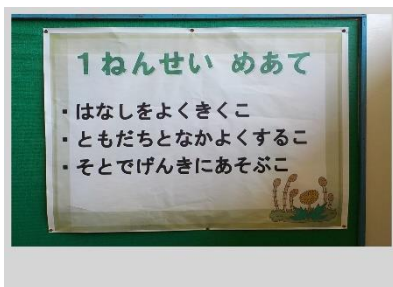 １ねんせい めあて
・はなしをよくきくこ
・ともだちとなかよくするこ
・そとでげんきにあそぶこ